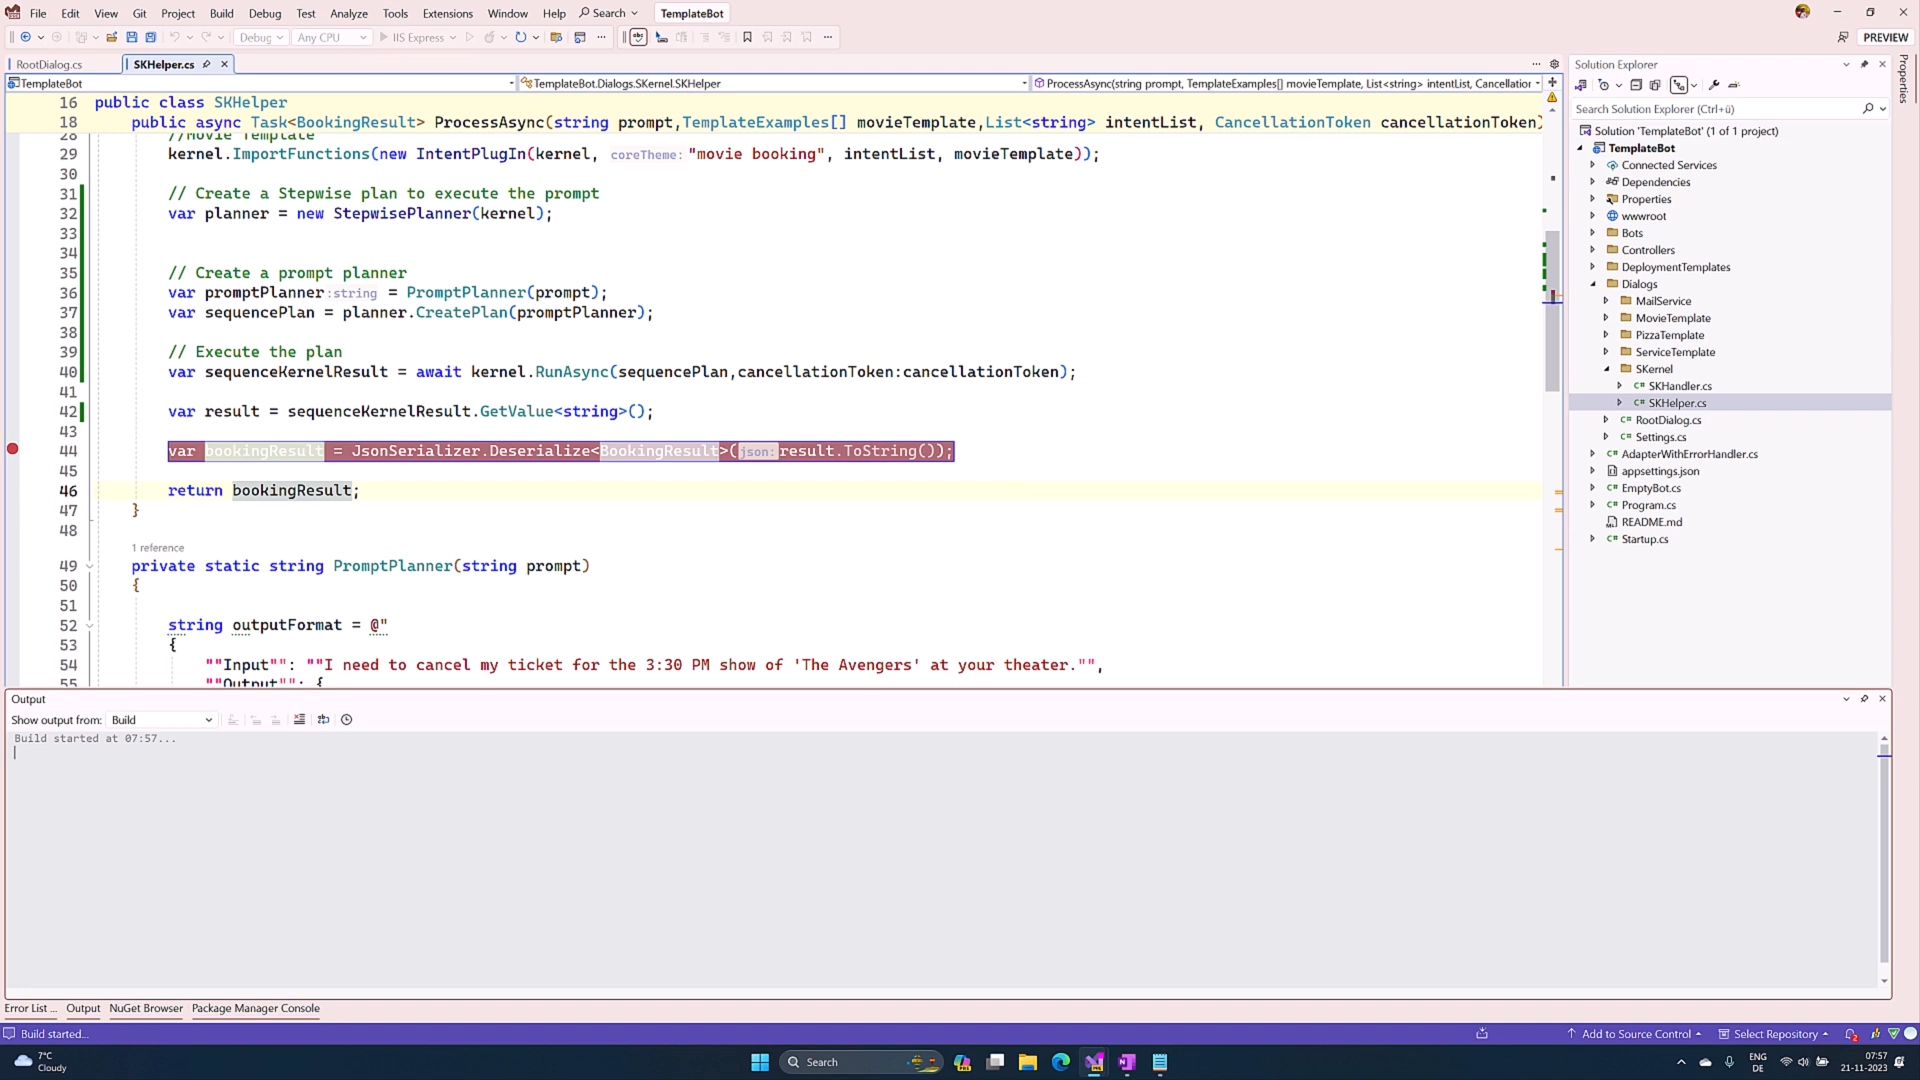 File Edit View Git Project Build Debug Test Analyze Tools Extensions Window Help Search TemplateBot
Debug Any CPU IIS Express PREVIEW
RootDialog.cs SKHelper.cs
TemplateBot TemplateBot.Dialogs.SKernel.SKHelper ProcessAsync(string prompt, TemplateExamples[] movieTemplate, List<string> intentList, Cancellation
16 public class SKHelper
18 public async Task<BookingResult> ProcessAsync(string prompt,TemplateExamples[] movieTemplate,List<string> intentList, CancellationToken cancellationToken)
28 //Movie Template
29 kernel.ImportFunctions(new IntentPlugIn(kernel, coreTheme: "movie booking", intentList, movieTemplate));
30
31 // Create a Stepwise plan to execute the prompt
32 var planner = new StepwisePlanner(kernel);
33
34
35 // Create a prompt planner
36 var promptPlanner :string = PromptPlanner(prompt);
37 var sequencePlan = planner.CreatePlan(promptPlanner);
38
39 // Execute the plan
40 var sequenceKernelResult = await kernel.RunAsync(sequencePlan,cancellationToken:cancellationToken);
41
42 var result = sequenceKernelResult.GetValue<string>();
43
44 var bookingResult = JsonSerializer.Deserialize<BookingResult>(json: result.ToString());
45
46 return bookingResult;
47 }
48
1 reference
49 private static string PromptPlanner(string prompt)
50 {
51
52 string outputFormat = @"
53 {
54 ""Input"": ""I need to cancel my ticket for the 3:30 PM show of 'The Avengers' at your theater."",
55 ""Output"": {
Solution Explorer
Search Solution Explorer (Ctrl+ü)
Solution 'TemplateBot' (1 of 1 project)
TemplateBot
Connected Services
Dependencies
Properties
wwwroot
Bots
Controllers
DeploymentTemplates
Dialogs
MailService
MovieTemplate
PizzaTemplate
ServiceTemplate
SKernel
C# SKHandler.cs
C# SKHelper.cs
C# RootDialog.cs
C# Settings.cs
C# AdapterWithErrorHandler.cs
appsettings.json
C# EmptyBot.cs
C# Program.cs
README.md
C# Startup.cs
Properties
Output
Show output from: Build
Build started at 07:57...
Error List ... Output NuGet Browser Package Manager Console
Build started... Add to Source Control Select Repository 2
7°C
Cloudy
Search
ENG
DE
07:57
21-11-2023